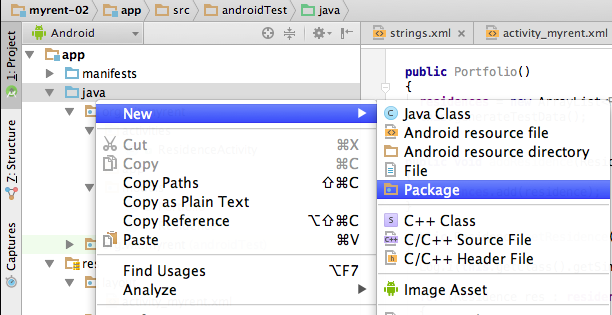 myrent-02 app src androidTest java
1: Project
Android
strings.xml activity_myrent.xml
app
manifests
java
public Portfolio()
{
New
Java Class
Android resource file
Android resource directory
File
Package
Cut ⌘X
Copy ⌘C
Copy Paths ⇧⌘C
Copy as Plain Text
Copy Reference ⌥⇧⌘C
Paste ⌘V
Find Usages ⌥F7
Analyze
C++ Class
C/C++ Source File
C/C++ Header File
Image Asset
Z: Structure
Captures